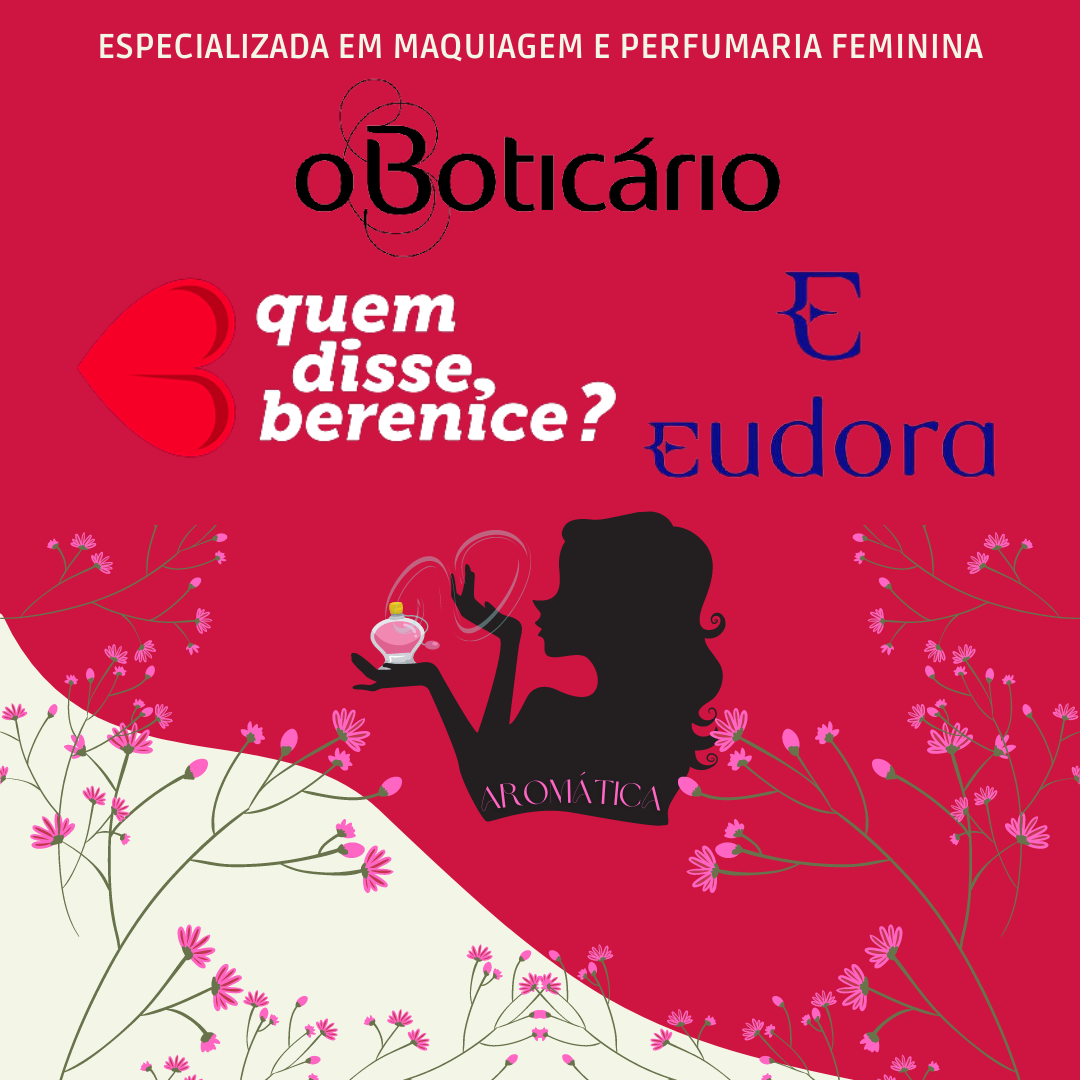 ESPECIALIZADA EM MAQUIAGEM E PERFUMARIA FEMININA
oBoticário
quem
disse,
berenice?
E
eudora
AROMÁTICA